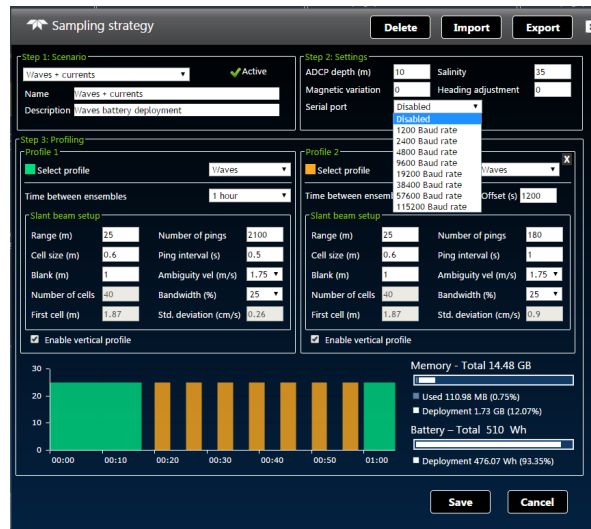 Sampling strategy
Delete
Import
Export
Step 1: Scenario
Waves + currents
Active
Name
Waves + currents
Description
Waves battery deployment
Step 2: Settings
ADCP depth (m)
10
Salinity
35
Magnetic variation
0
Heading adjustment
0
Serial port
Disabled
Disabled
1200 Baud rate
2400 Baud rate
4800 Baud rate
9600 Baud rate
19200 Baud rate
38400 Baud rate
57600 Baud rate
115200 Baud rate
Step 3: Profiling
Profile 1
Select profile
Waves
Time between ensembles
1 hour
Slant beam setup
Range (m)
25
Number of pings
2100
Cell size (m)
0.6
Ping interval (s)
0.5
Blank (m)
1
Ambiguity vel (m/s)
1.75
Number of cells
40
Bandwidth (%)
25
First cell (m)
1.87
Std. deviation (cm/s)
0.26
Enable vertical profile
Profile 2
X
Select profile
Waves
Time between ensem
Offset (s)
1200
Slant beam setup
Range (m)
25
Number of pings
180
Cell size (m)
0.6
Ping interval (s)
1
Blank (m)
1
Ambiguity vel (m/s)
1.75
Number of cells
40
Bandwidth (%)
25
First cell (m)
1.87
Std. deviation (cm/s)
0.9
Enable vertical profile
30
20
10
0
00:00
00:10
00:20
00:30
00:40
00:50
01:00
Memory - Total 14.48 GB
Used 110.98 MB (0.75%)
Deployment 1.73 GB (12.07%)
Battery – Total 510 Wh
Deployment 476.07 Wh (93.35%)
Save
Cancel